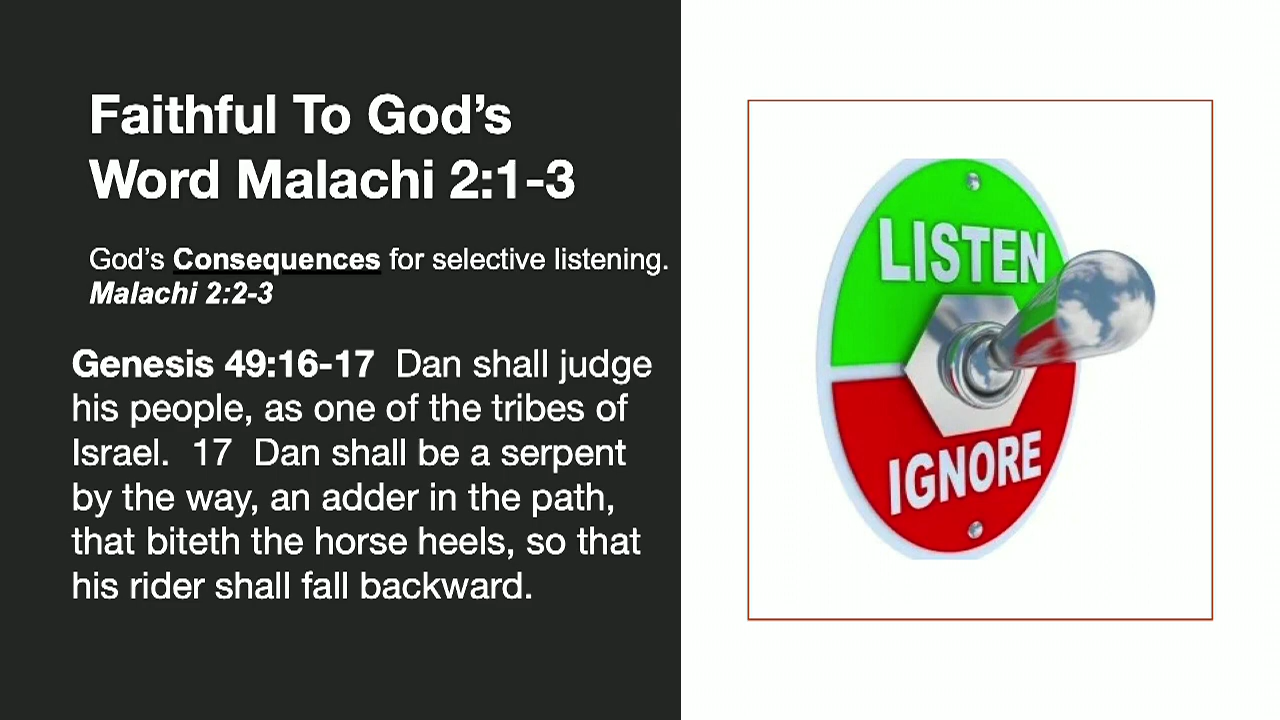 Faithful To God’s
Word Malachi 2:1-3
God’s Consequences for selective listening.
Malachi 2:2-3
Genesis 49:16-17  Dan shall judge
his people, as one of the tribes of
Israel.  17  Dan shall be a serpent
by the way, an adder in the path,
that biteth the horse heels, so that
his rider shall fall backward.
LISTEN
IGNORE